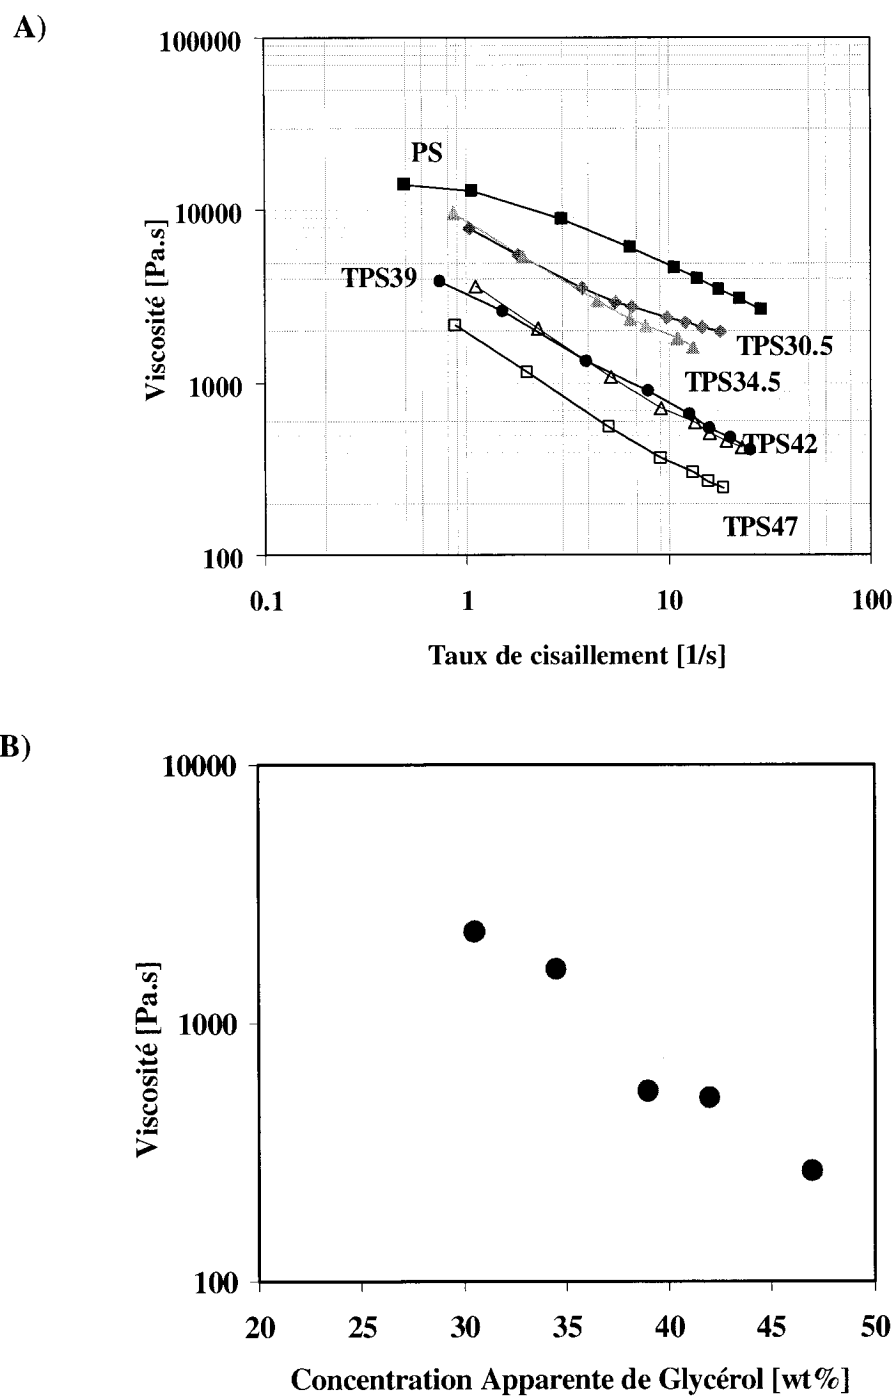 A)
100000
10000
1000
100
Viscosité [Pa.s]
PS
TPS39
TPS30.5
TPS34.5
TPS42
TPS47
0.1 1 10 100
Taux de cisaillement [1/s]
B)
10000
1000
100
Viscosité [Pa.s]
20 25 30 35 40 45 50
Concentration Apparente de Glycérol [wt%]